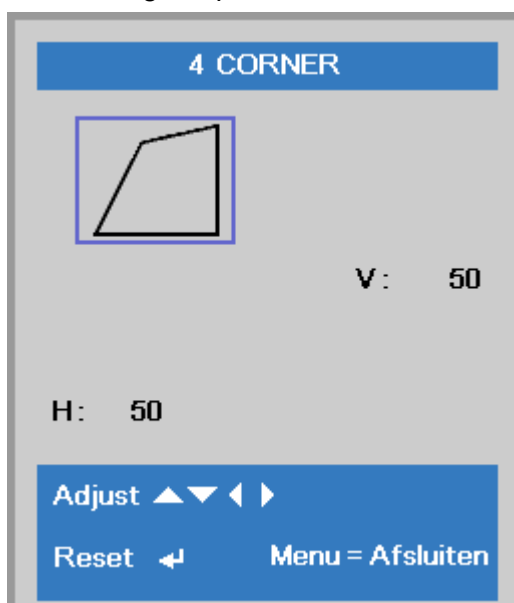 4 CORNER
V: 50
H: 50
Adjust ▲▼◀▶
Reset ↵ Menu = Afsluiten